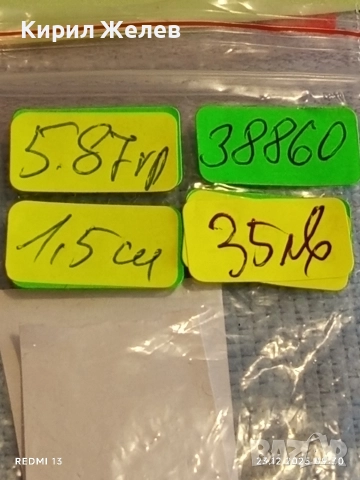 Кирил Желев
5.87гр
38860
1,5см
35лв
REDMI 13